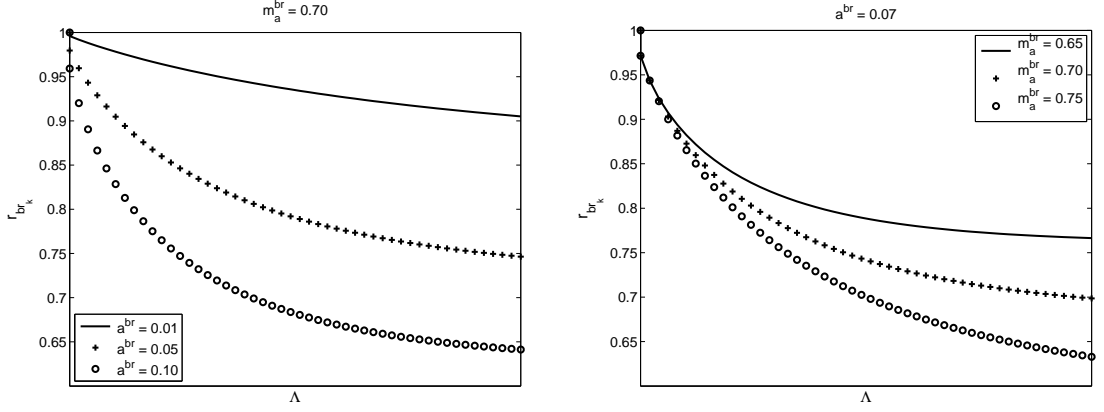 m_a^br = 0.70
1
0.95
0.9
0.85
0.8
0.75
0.7
0.65
r_br_k
a^br = 0.01
a^br = 0.05
a^br = 0.10
Λ
a^br = 0.07
1
0.95
0.9
0.85
0.8
0.75
0.7
0.65
r_br_k
m_a^br = 0.65
m_a^br = 0.70
m_a^br = 0.75
Λ